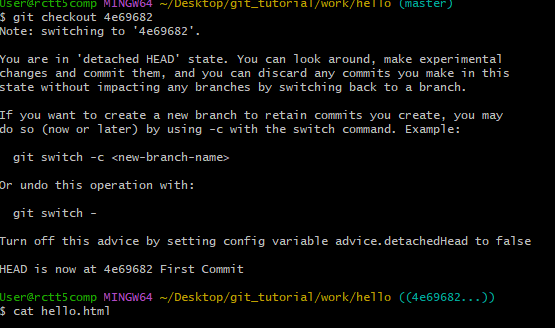 User@rctt5comp MINGW64 ~/Desktop/git_tutorial/work/hello (master)
$ git checkout 4e69682
Note: switching to '4e69682'.
You are in 'detached HEAD' state. You can look around, make experimental
changes and commit them, and you can discard any commits you make in this
state without impacting any branches by switching back to a branch.
If you want to create a new branch to retain commits you create, you may
do so (now or later) by using -c with the switch command. Example:
git switch -c <new-branch-name>
Or undo this operation with:
git switch -
Turn off this advice by setting config variable advice.detachedHead to false
HEAD is now at 4e69682 First Commit
User@rctt5comp MINGW64 ~/Desktop/git_tutorial/work/hello ((4e69682...))
$ cat hello.html